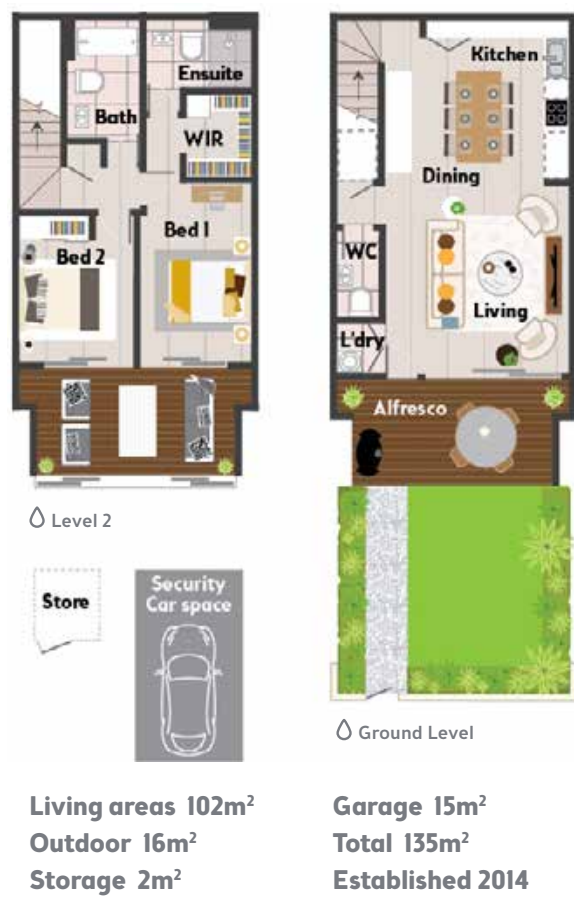 Ensuite
Bath
WIR
Bed 1
Bed 2
Level 2
Kitchen
Dining
WC
Living
L'dry
Alfresco
Ground Level
Store
Security
Car space
Living areas 102m²
Outdoor 16m²
Storage 2m²
Garage 15m²
Total 135m²
Established 2014